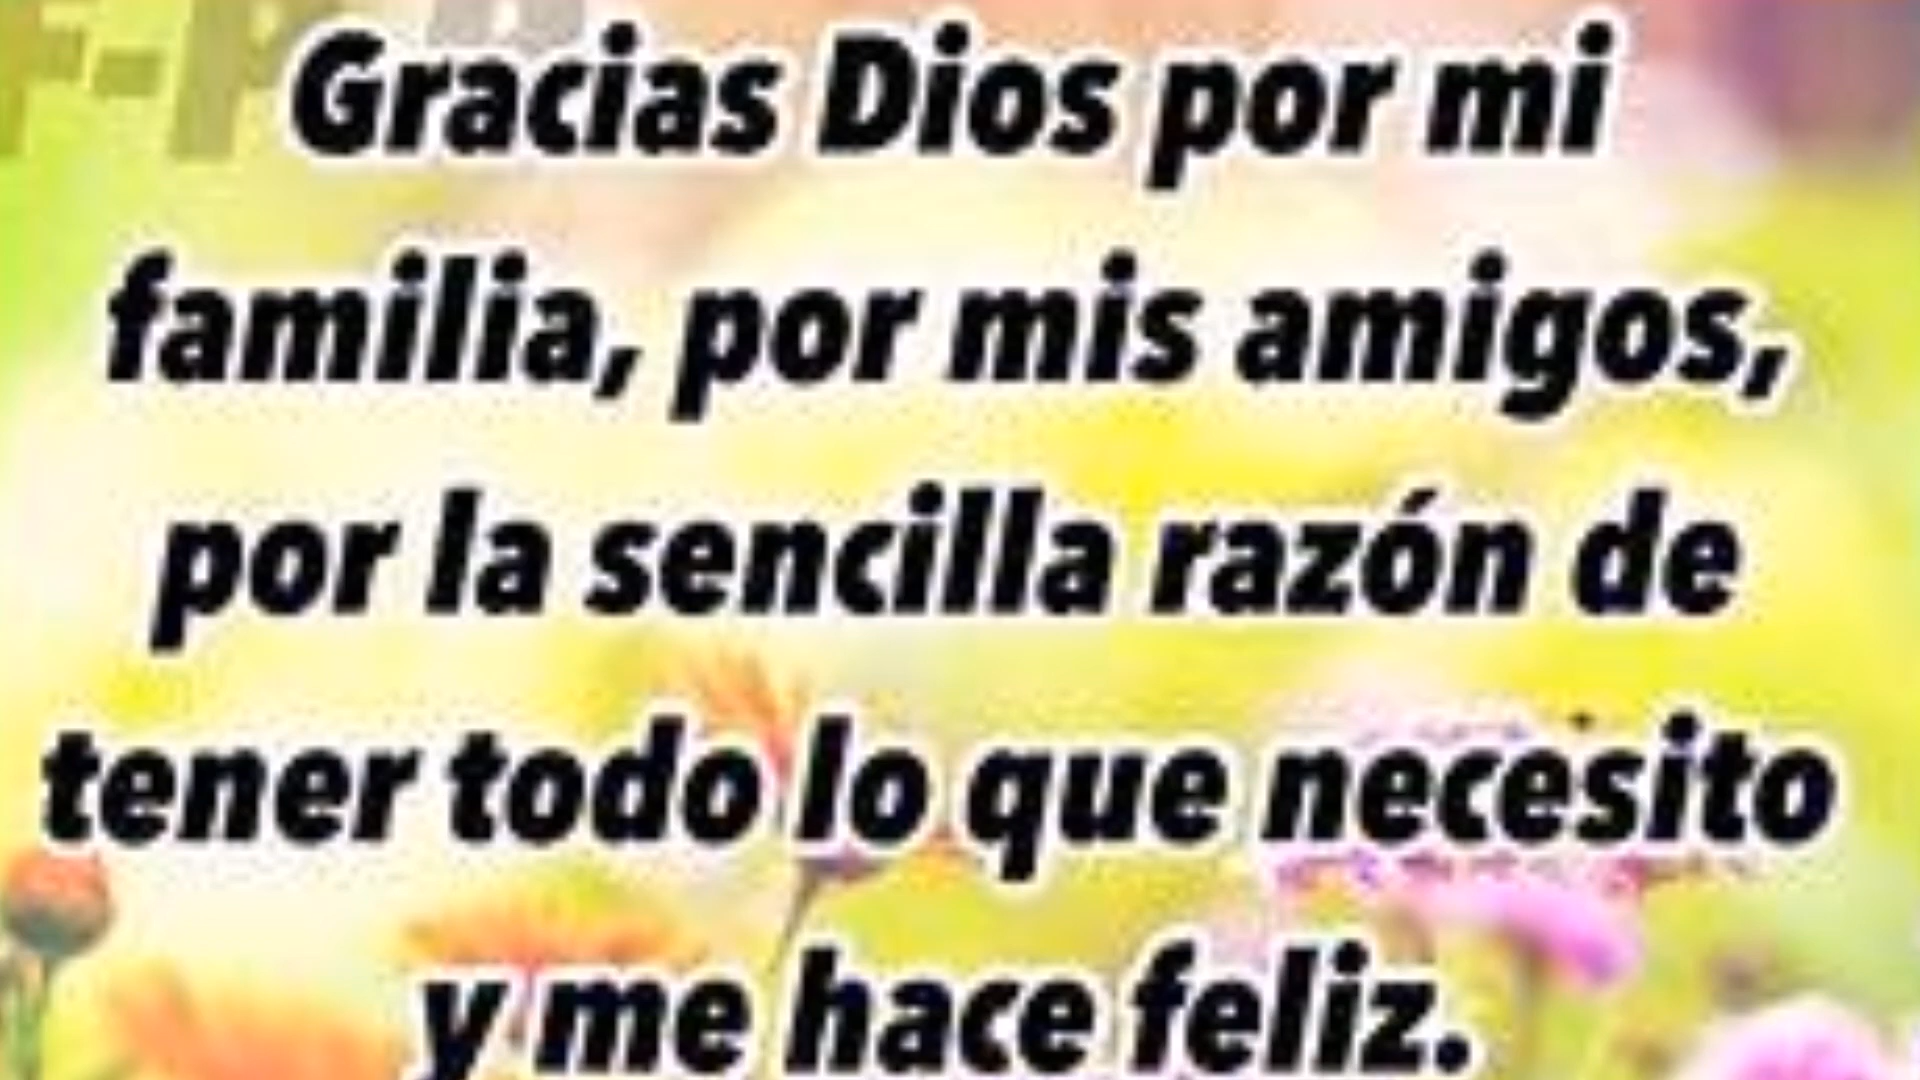 Gracias Dios por mi
familia, por mis amigos,
por la sencilla razón de
tener todo lo que necesito
y me hace feliz.